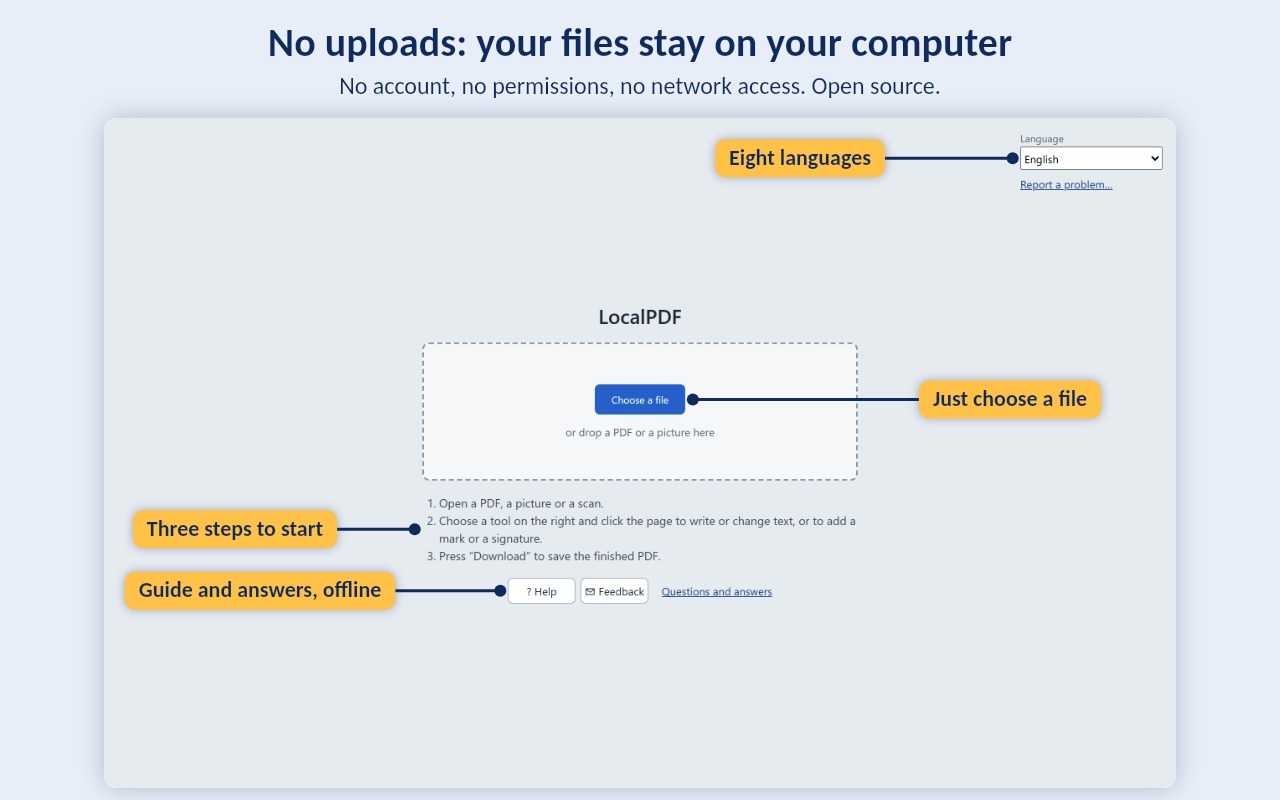 No uploads: your files stay on your computer
No account, no permissions, no network access. Open source.
Language
Eight languages
English
Report a problem...
LocalPDF
Choose a file
Just choose a file
or drop a PDF or a picture here
1. Open a PDF, a picture or a scan.
Three steps to start
2. Choose a tool on the right and click the page to write or change text, or to add a
mark or a signature.
3. Press “Download” to save the finished PDF.
Guide and answers, offline
? Help
Feedback
Questions and answers